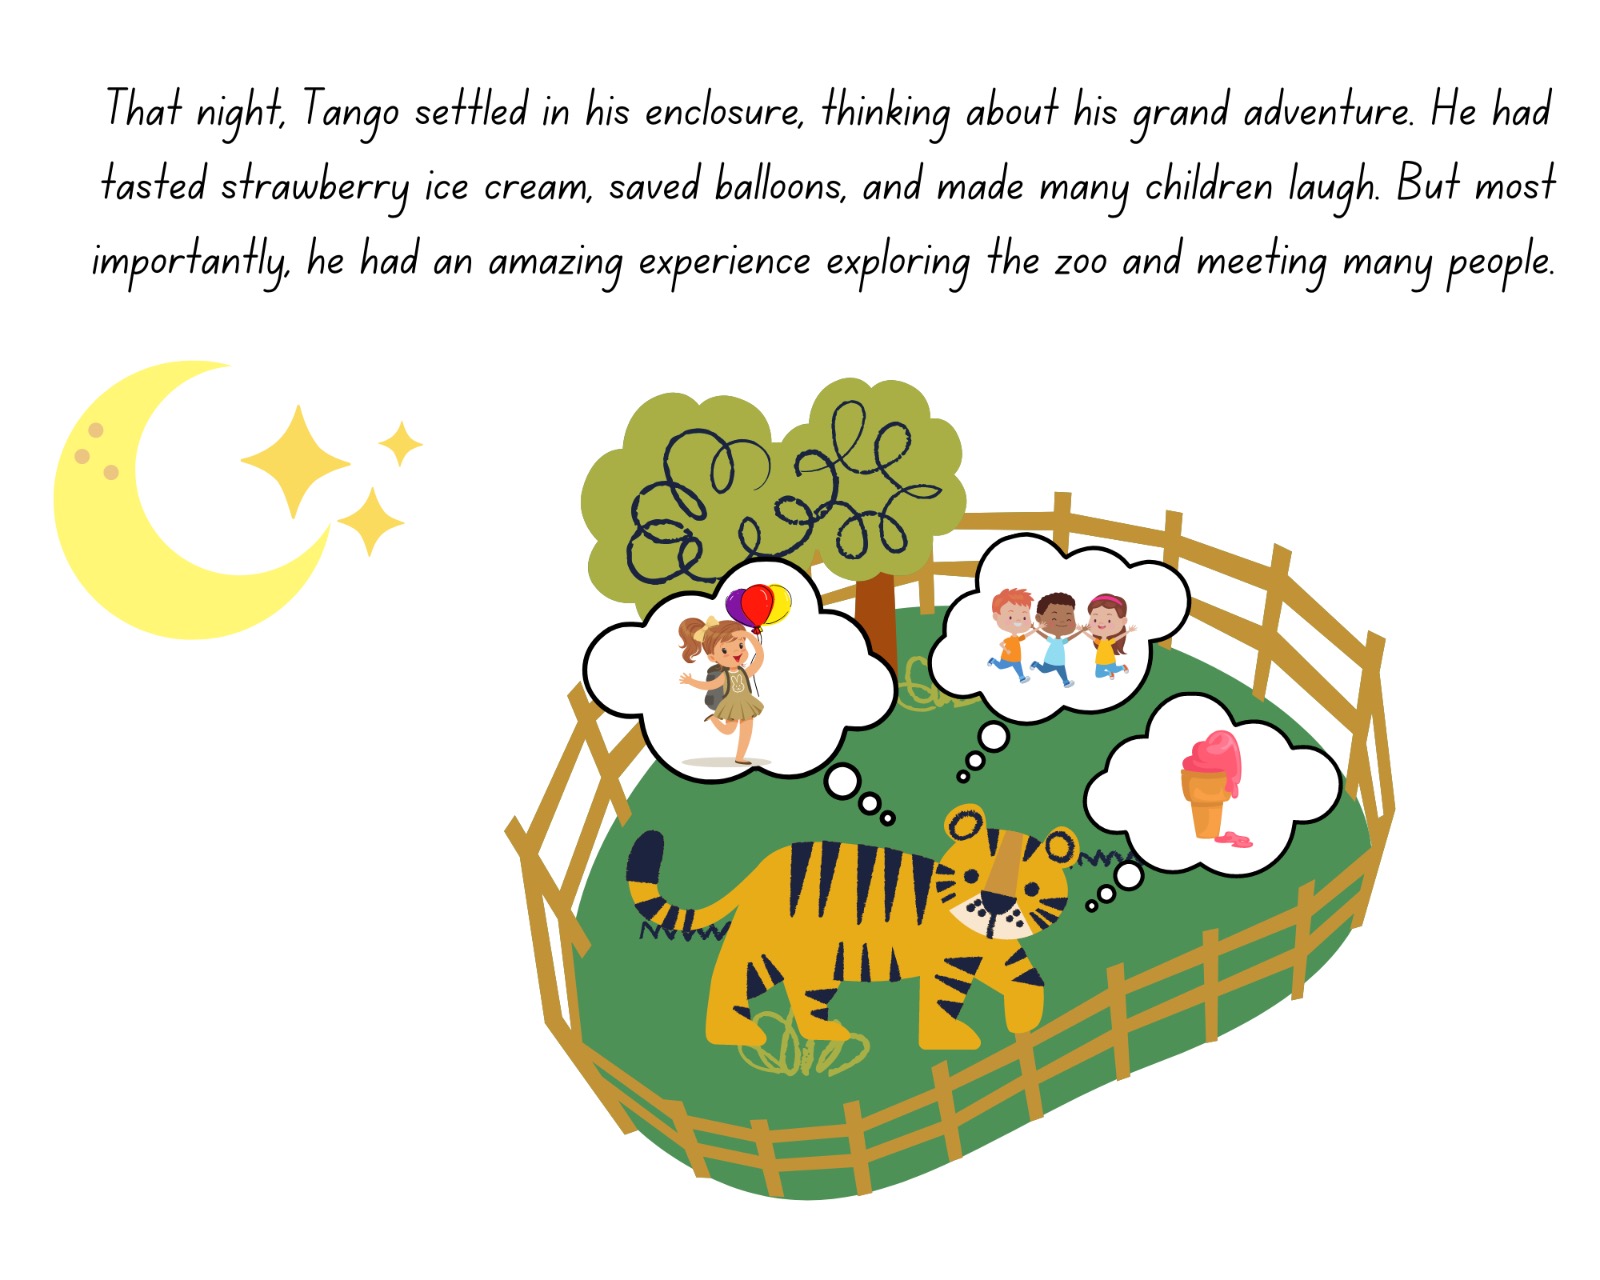 That night, Tango settled in his enclosure, thinking about his grand adventure. He had
tasted strawberry ice cream, saved balloons, and made many children laugh. But most
importantly, he had an amazing experience exploring the zoo and meeting many people.